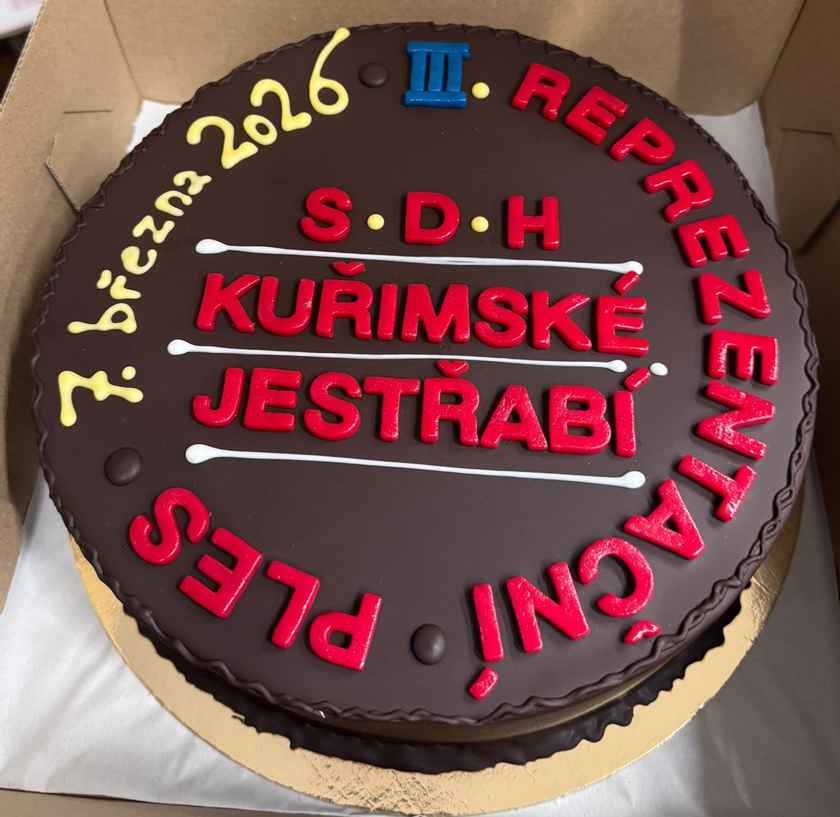 III. REPREZENTAČNÍ PLES
7. března 2026
S.D.H
KUŘIMSKÉ
JESTŘABÍ